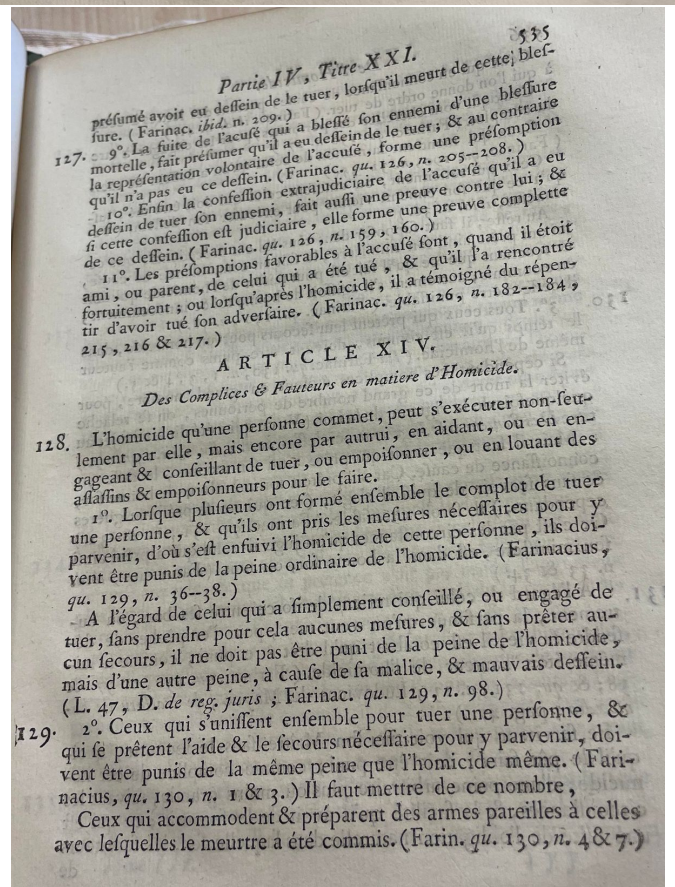 535
Partie IV, Titre XXI.
préſumé avoir eu deſſein de le tuer, lorſqu'il meurt de cette bleſ-
ſure. (Farinac. ibid. n. 209.)
127. 9°. La fuite de l'acuſé qui a bleſſé ſon ennemi d'une bleſſure
mortelle, fait préſumer qu'il a eu deſſein de le tuer; & au contraire
la repréſentation volontaire de l'accuſé, forme une préſomption
qu'il n'a pas eu ce deſſein. (Farinac. qu. 126, n. 205--208.)
10°. Enfin la confeſſion extrajudiciaire de l'accuſé qu'il a eu
deſſein de tuer ſon ennemi, fait auſſi une preuve contre lui; &
ſi cette confeſſion eſt judiciaire, elle forme une preuve complette
de ce deſſein. (Farinac. qu. 126, n. 159, 160.)
11°. Les préſomptions favorables à l'accuſé ſont, quand il étoit
ami, ou parent, de celui qui a été tué, & qu'il l'a rencontré
fortuitement; ou lorſqu'après l'homicide, il a témoigné du répen-
tir d'avoir tué ſon adverſaire. (Farinac. qu. 126, n. 182--184,
215, 216 & 217.)
ARTICLE XIV.
Des Complices & Fauteurs en matiere d'Homicide.
128. L'homicide qu'une perſonne commet, peut s'exécuter non-ſeu-
lement par elle, mais encore par autrui, en aidant, ou en en-
gageant & conſeillant de tuer, ou empoiſonner, ou en louant des
aſſaſſins & empoiſonneurs pour le faire.
1°. Lorſque pluſieurs ont formé enſemble le complot de tuer
une perſonne, & qu'ils ont pris les meſures néceſſaires pour y
parvenir, d'où s'eſt enſuivi l'homicide de cette perſonne, ils doi-
vent être punis de la peine ordinaire de l'homicide. (Farinacius,
qu. 129, n. 36--38.)
A l'égard de celui qui a ſimplement conſeillé, ou engagé de
tuer, ſans prendre pour cela aucunes meſures, & ſans prêter au-
cun ſecours, il ne doit pas être puni de la peine de l'homicide,
mais d'une autre peine, à cauſe de ſa malice, & mauvais deſſein.
(L. 47, D. de reg. juris; Farinac. qu. 129, n. 98.)
129. 2°. Ceux qui s'uniſſent enſemble pour tuer une perſonne, &
qui ſe prêtent l'aide & le ſecours néceſſaire pour y parvenir, doi-
vent être punis de la même peine que l'homicide même. (Fari-
nacius, qu. 130, n. 1 & 3.) Il faut mettre de ce nombre,
Ceux qui accommodent & préparent des armes pareilles à celles
avec leſquelles le meurtre a été commis. (Farin. qu. 130, n. 4 & 7.)